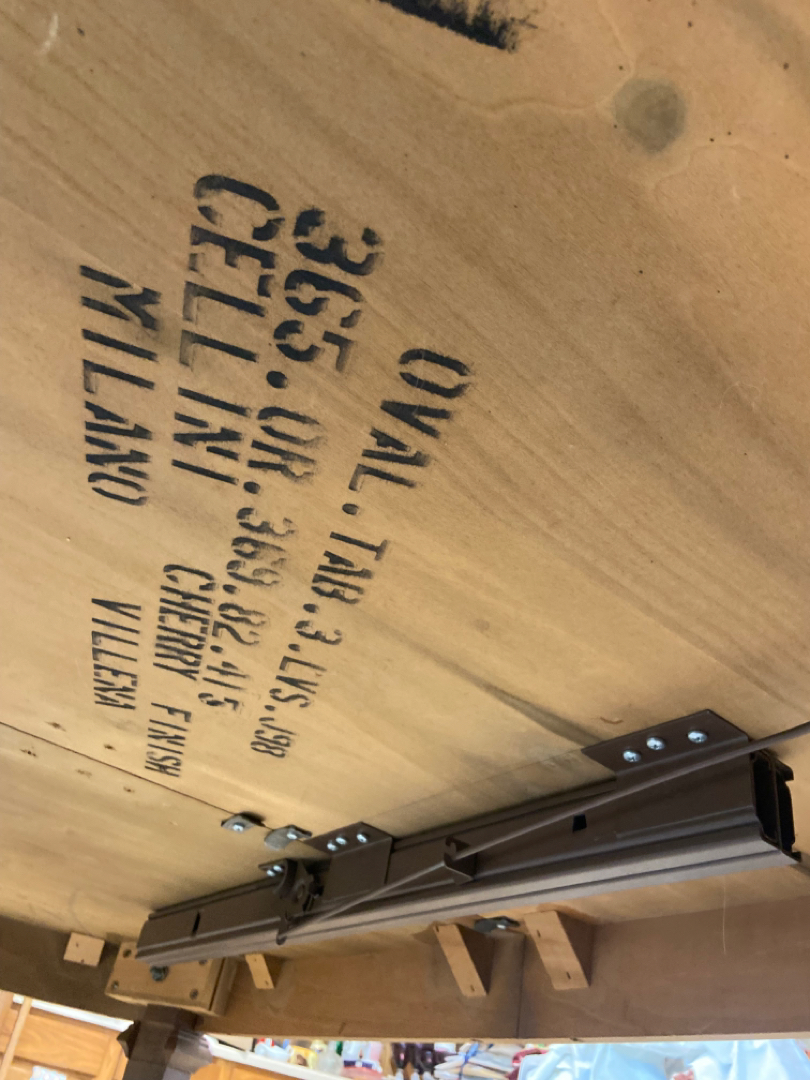 OVAL. TAB. 3. LVS. J98
365. OR. 369. 82. 415
CELLINI CHERRY FINISH
MILANO VILLENA